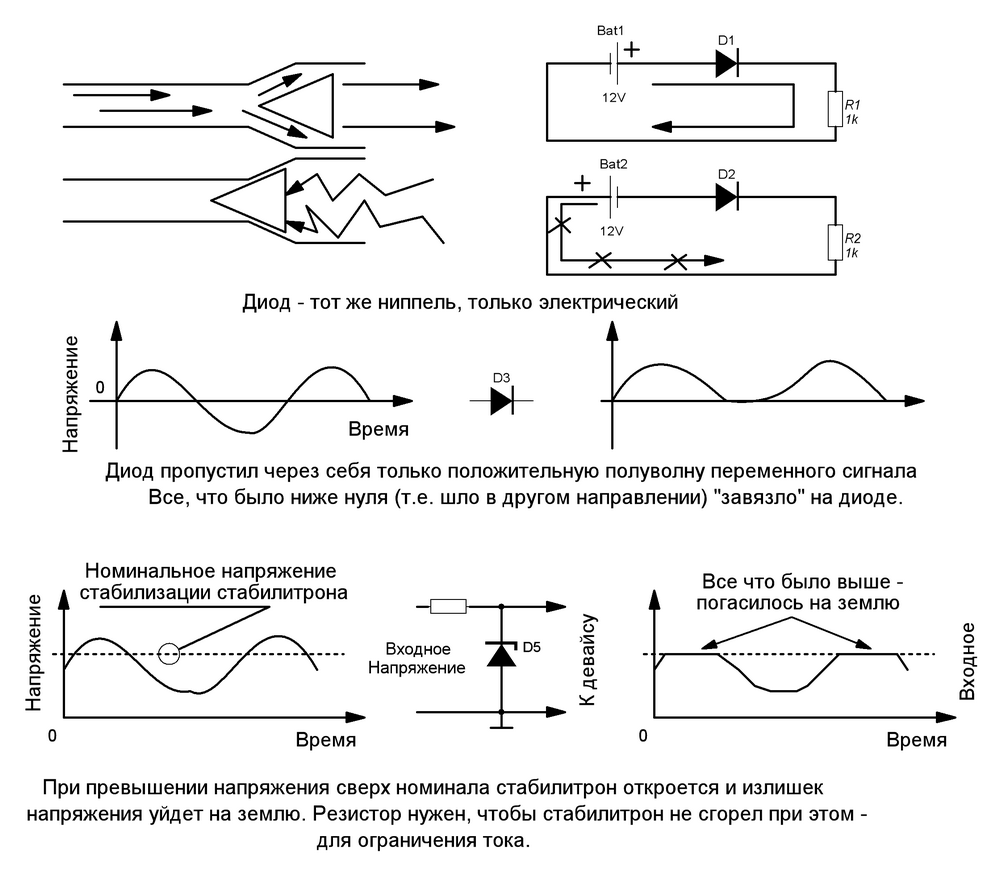 Bat1
+
D1
12V
R1
1k
Bat2
+
D2
12V
R2
1k
Диод - тот же ниппель, только электрический
Напряжение
0
Время
D3
Диод пропустил через себя только положительную полуволну переменного сигнала
Все, что было ниже нуля (т.е. шло в другом направлении) "завязло" на диоде.
Номинальное напряжение
стабилизации стабилитрона
Напряжение
0
Время
Входное
Напряжение
D5
К девайсу
Все что было выше -
погасилось на землю
Входное
0
Время
При превышении напряжения сверх номинала стабилитрон откроется и излишек
напряжения уйдет на землю. Резистор нужен, чтобы стабилитрон не сгорел при этом -
для ограничения тока.